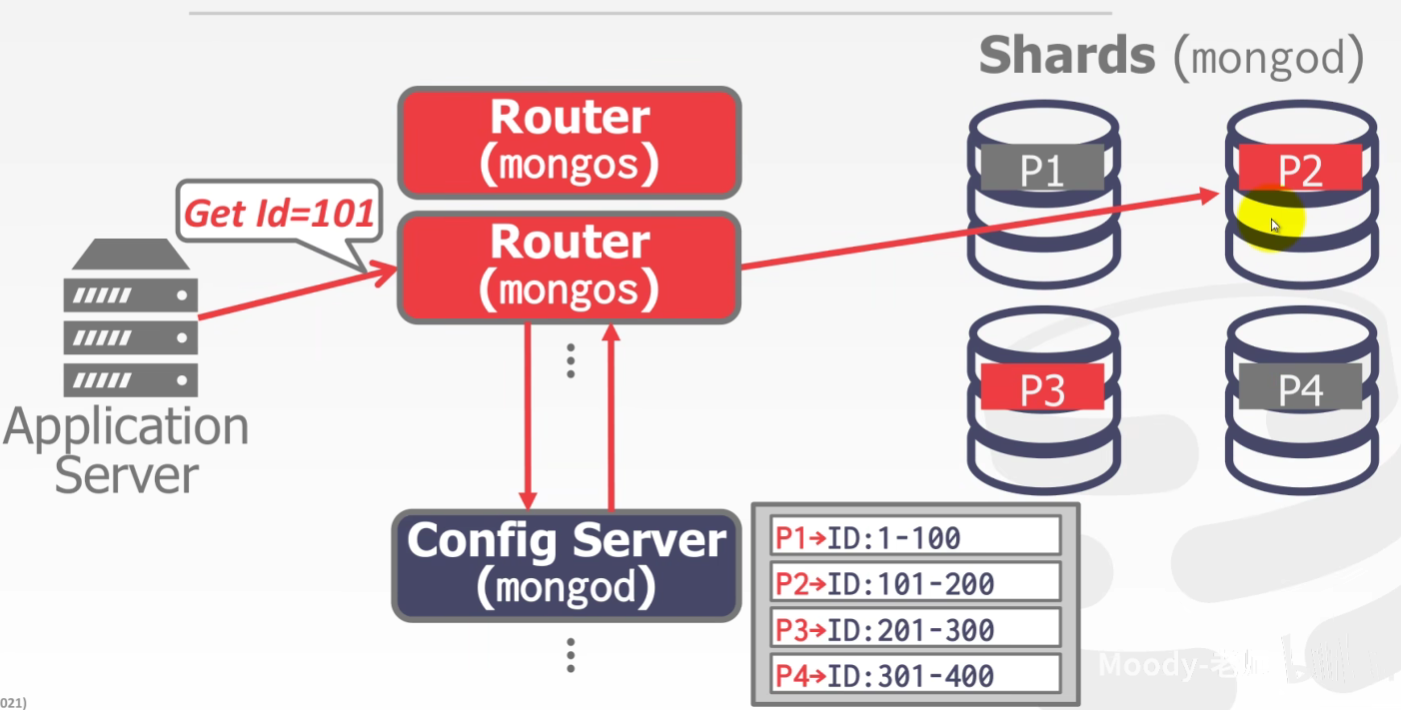 Shards (mongod)
Router
(mongos)
P1
P2
Get Id=101
Router
(mongos)
P3
P4
Application
Server
Config Server
(mongod)
P1→ID:1-100
P2→ID:101-200
P3→ID:201-300
P4→ID:301-400
Moody-老
021)